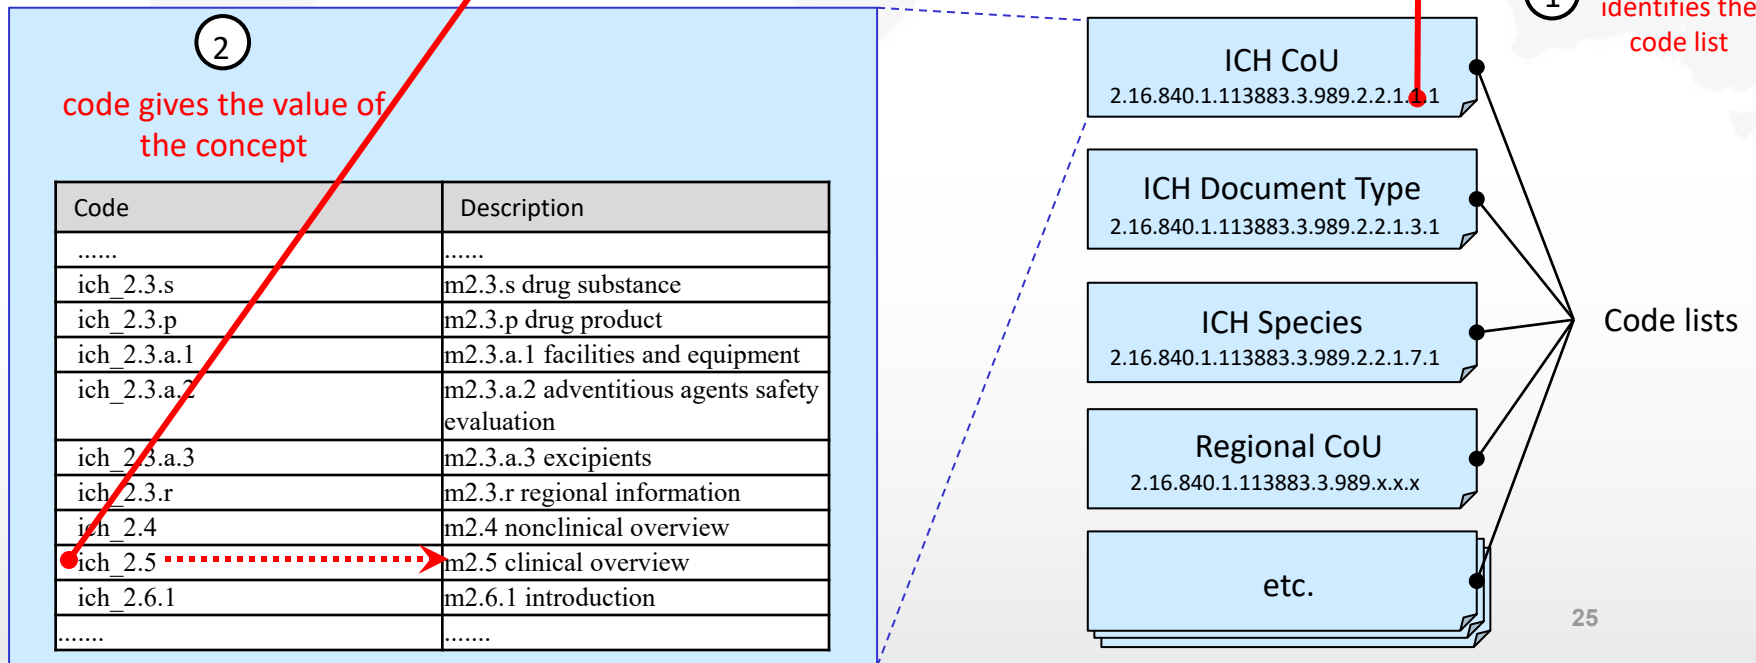 2
code gives the value of
the concept
Code Description
...... ......
ich_2.3.s m2.3.s drug substance
ich_2.3.p m2.3.p drug product
ich_2.3.a.1 m2.3.a.1 facilities and equipment
ich_2.3.a.2 m2.3.a.2 adventitious agents safety
evaluation
ich_2.3.a.3 m2.3.a.3 excipients
ich_2.3.r m2.3.r regional information
ich_2.4 m2.4 nonclinical overview
ich_2.5 m2.5 clinical overview
ich_2.6.1 m2.6.1 introduction
....... .......
1
identifies the
code list
ICH CoU
2.16.840.1.113883.3.989.2.2.1.1.1
ICH Document Type
2.16.840.1.113883.3.989.2.2.1.3.1
ICH Species
2.16.840.1.113883.3.989.2.2.1.7.1
Regional CoU
2.16.840.1.113883.3.989.x.x.x
etc.
Code lists
25